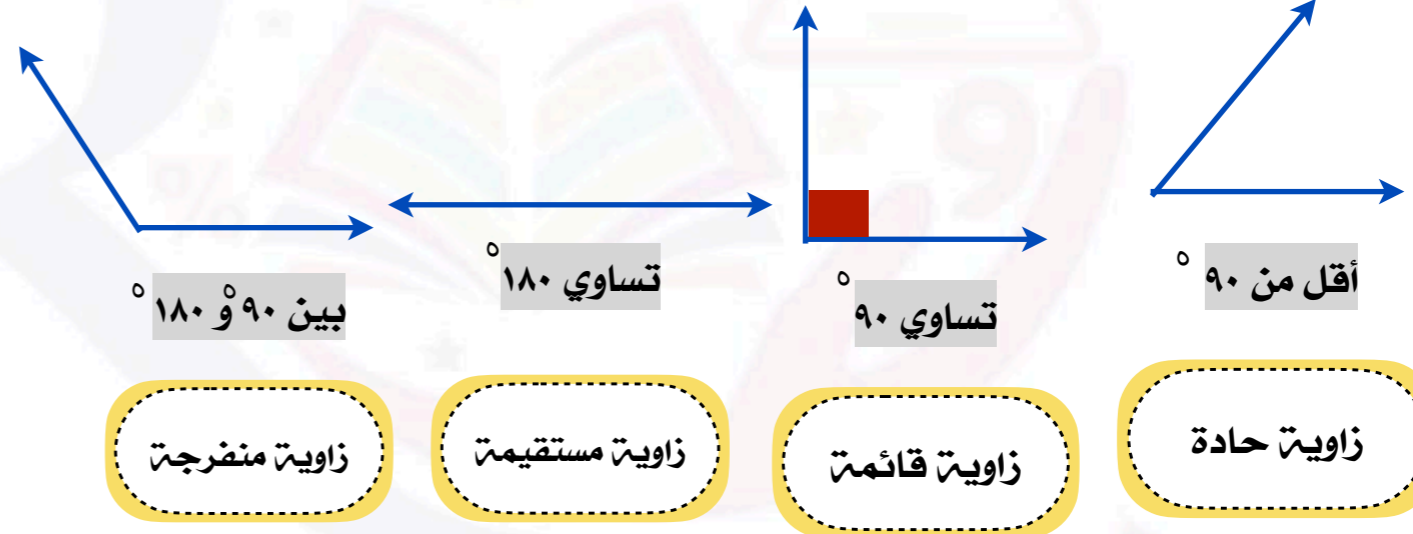 أقل من ٩٠ °
تساوي ٩٠ °
تساوي ١٨٠ °
بين ٩٠ ° و ١٨٠ °
زاوية حادة
زاوية قائمة
زاوية مستقيمة
زاوية منفرجة